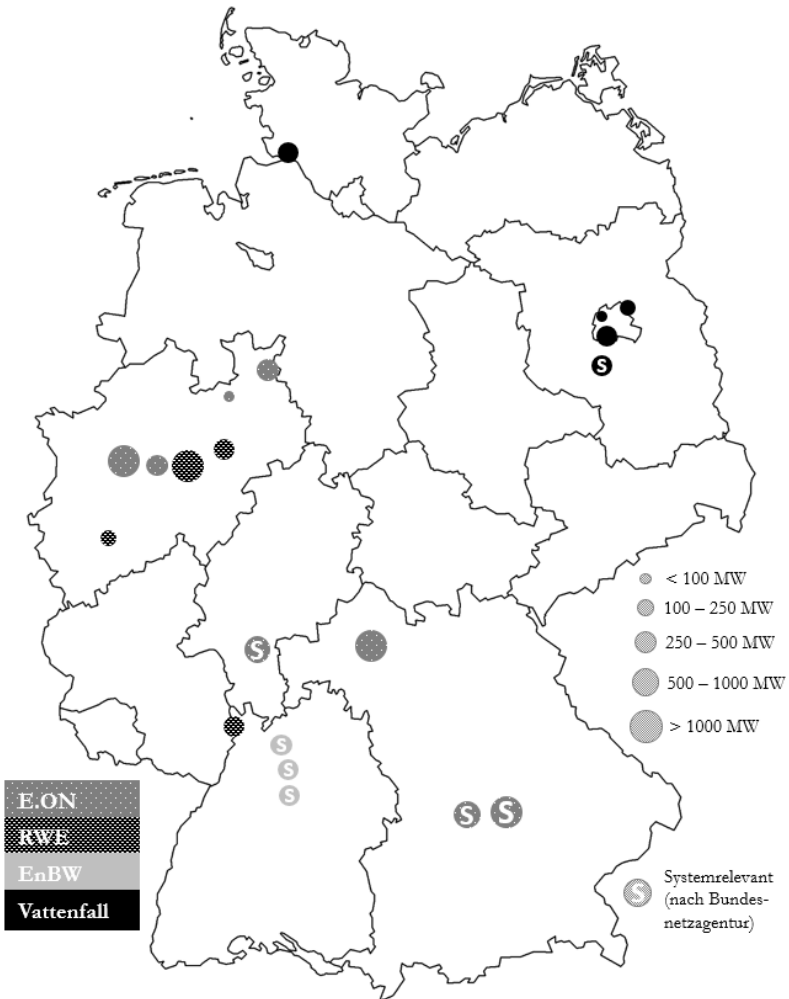 S
< 100 MW
100 – 250 MW
250 – 500 MW
500 – 1000 MW
> 1000 MW
S
S
S
S
S
S
E.ON
RWE
EnBW
Vattenfall
S
Systemrelevant
(nach Bundes-
netzagentur)